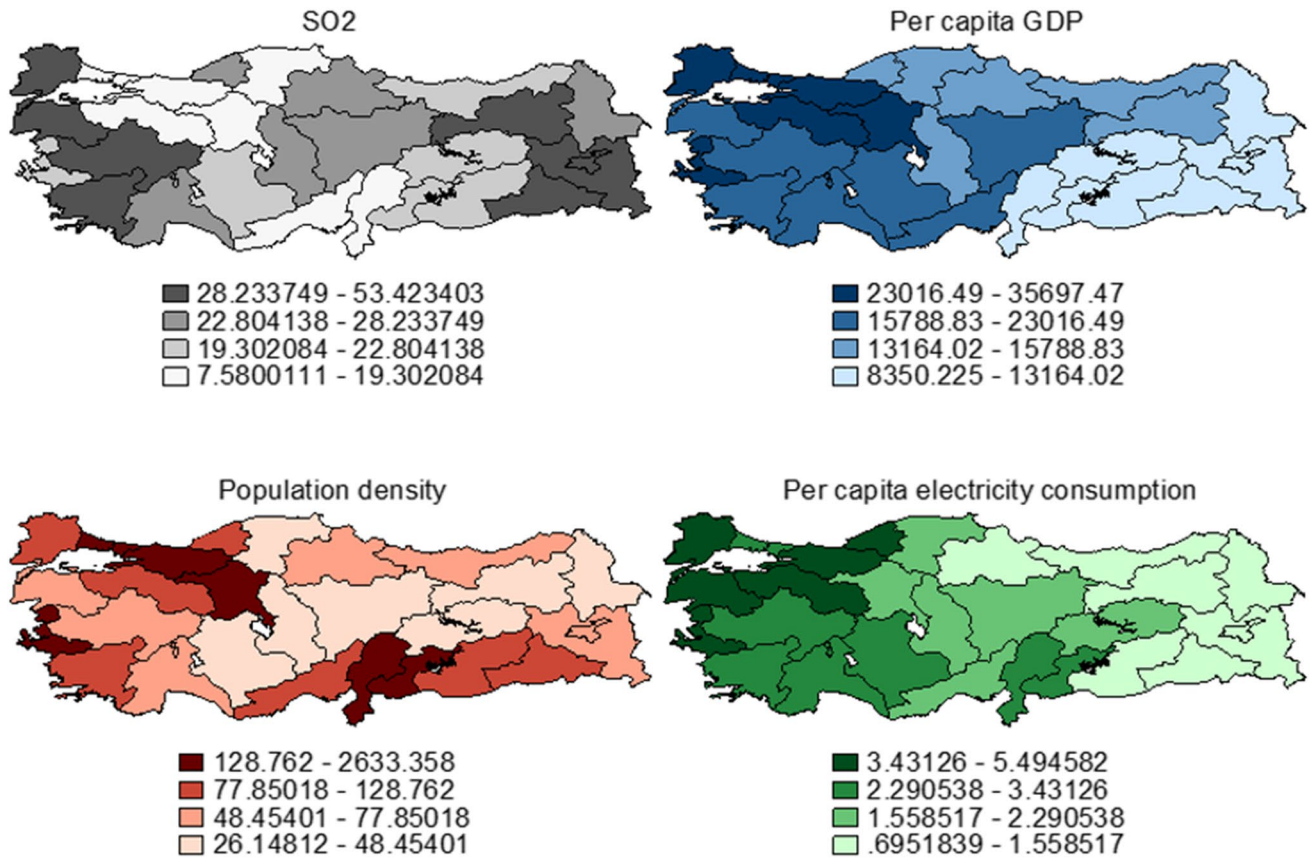 SO2
28.233749 - 53.423403
22.804138 - 28.233749
19.302084 - 22.804138
7.5800111 - 19.302084
Per capita GDP
23016.49 - 35697.47
15788.83 - 23016.49
13164.02 - 15788.83
8350.225 - 13164.02
Population density
128.762 - 2633.358
77.85018 - 128.762
48.45401 - 77.85018
26.14812 - 48.45401
Per capita electricity consumption
3.43126 - 5.494582
2.290538 - 3.43126
1.558517 - 2.290538
.6951839 - 1.558517